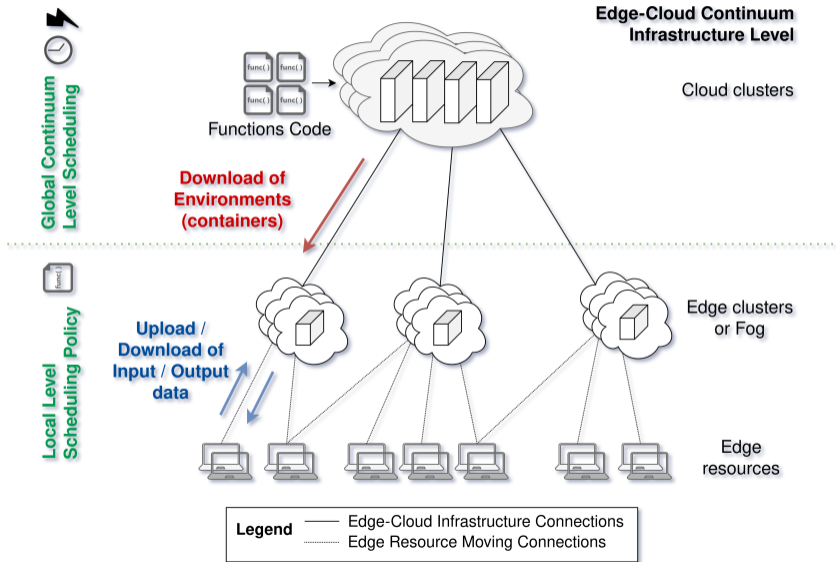 Edge-Cloud Continuum
Infrastructure Level
Cloud clusters
func( )
func( )
func( )
func( )
Functions Code
Global Continuum
Level Scheduling
Download of
Environments
(containers)
func( )
Local Level
Scheduling Policy
Upload /
Download of
Input / Output
data
Edge clusters
or Fog
Edge
resources
Legend
Edge-Cloud Infrastructure Connections
Edge Resource Moving Connections